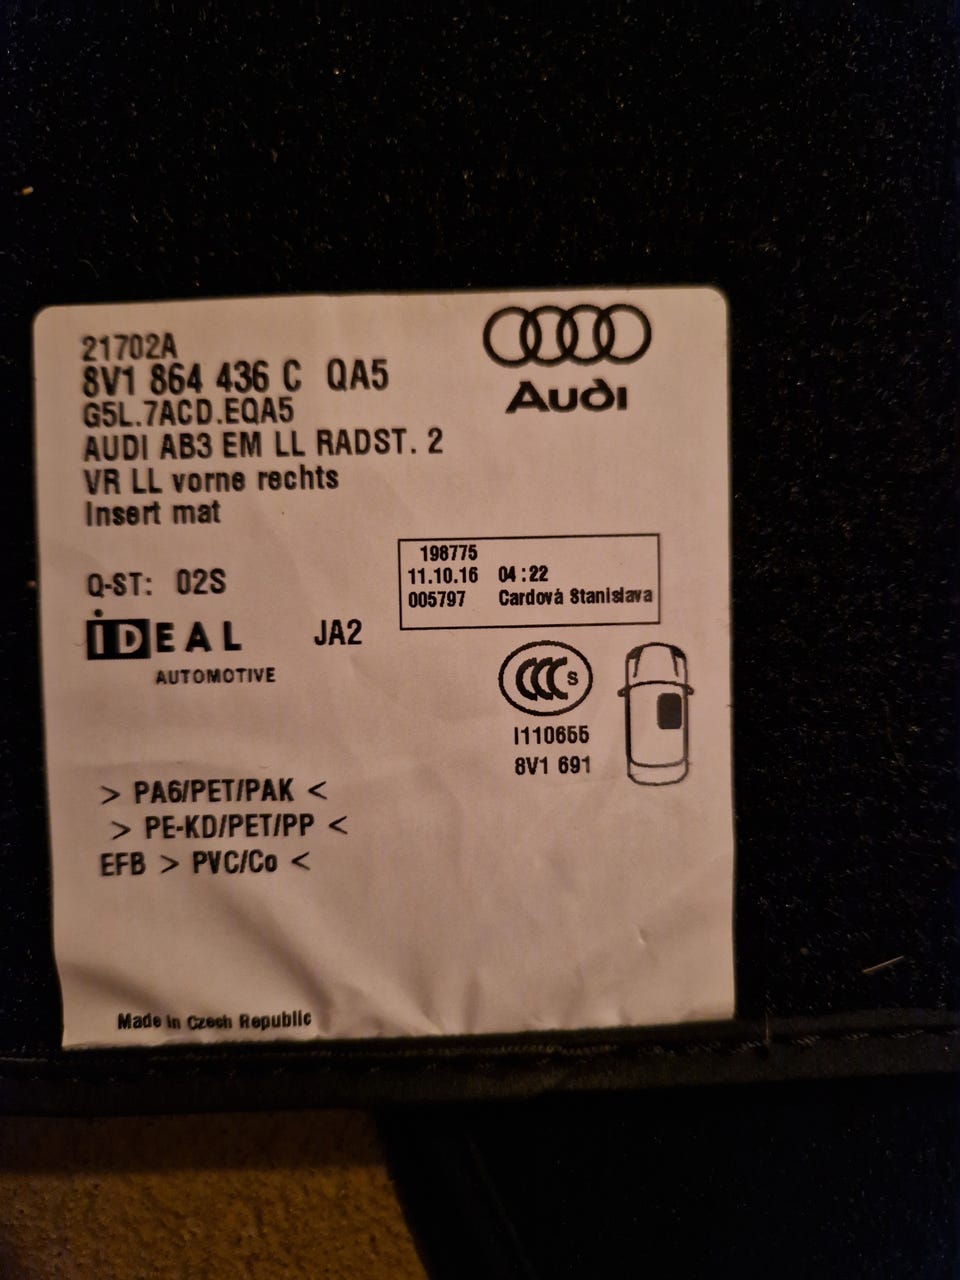 21702A
8V1 864 436 C QA5
G5L.7ACD.EQA5
AUDI AB3 EM LL RADST. 2
VR LL vorne rechts
Insert mat
Audi
198775
11.10.16 04:22
005797 Cardová Stanislava
Q-ST: 02S
iDEAL JA2
AUTOMOTIVE
CCC S
I110655
8V1 691
> PA6/PET/PAK <
> PE-KD/PET/PP <
EFB > PVC/Co <
Made in Czech Republic